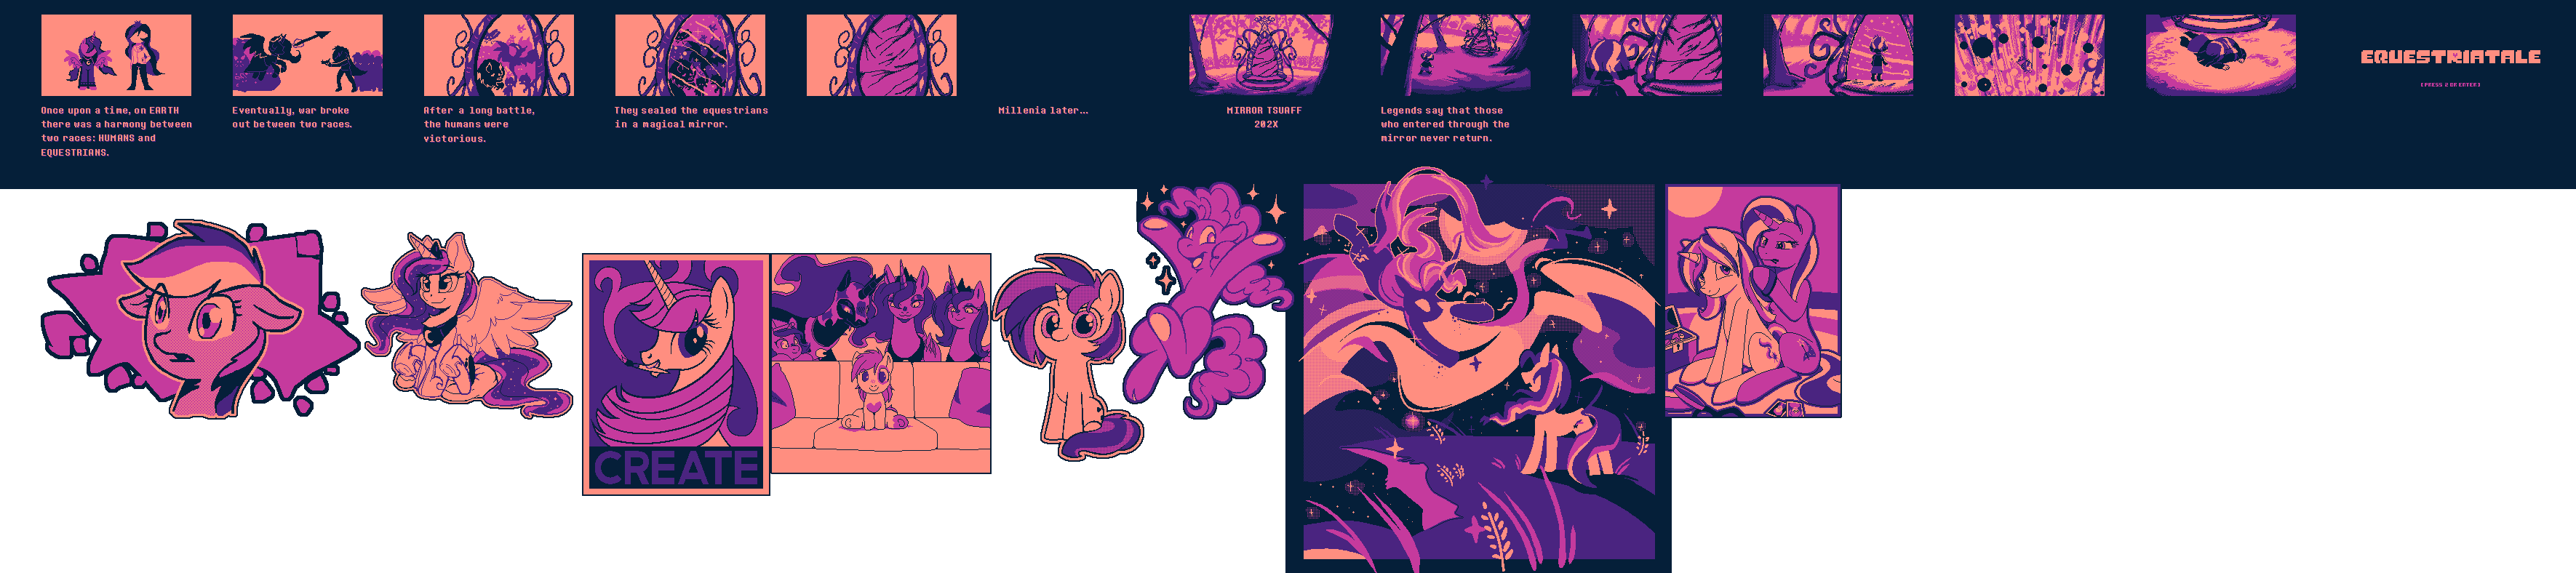 Once upon a time, on EARTH
there was a harmony between
two races: HUMANS and
EQUESTRIANS.
Eventually, war broke
out between two races.
After a long battle,
the humans were
victorious.
They sealed the equestrians
in a magical mirror.
Millenia later...
MIRROR TSUAFF
202X
Legends say that those
who entered through the
mirror never return.
EQUESTRIATALE
[PRESS Z OR ENTER]
CREATE